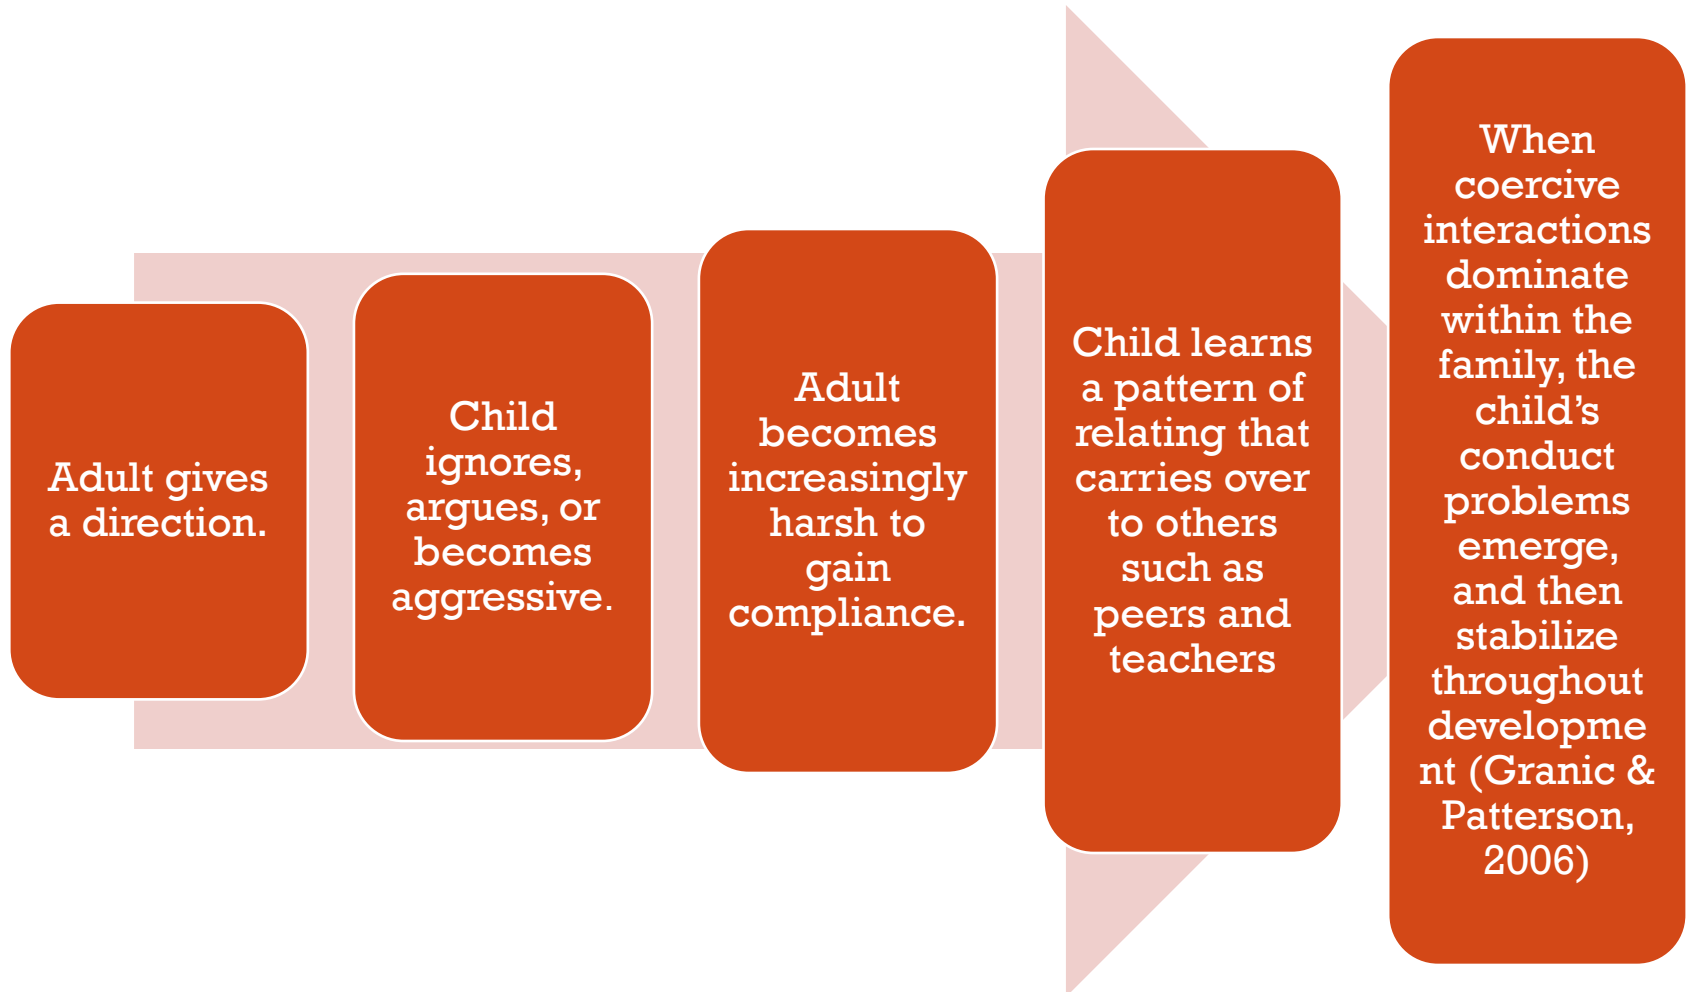 Adult gives
a direction.
Child
ignores,
argues, or
becomes
aggressive.
Adult
becomes
increasingly
harsh to
gain
compliance.
Child learns
a pattern of
relating that
carries over
to others
such as
peers and
teachers
When
coercive
interactions
dominate
within the
family, the
child’s
conduct
problems
emerge,
and then
stabilize
throughout
developme
nt (Granic &
Patterson,
2006)